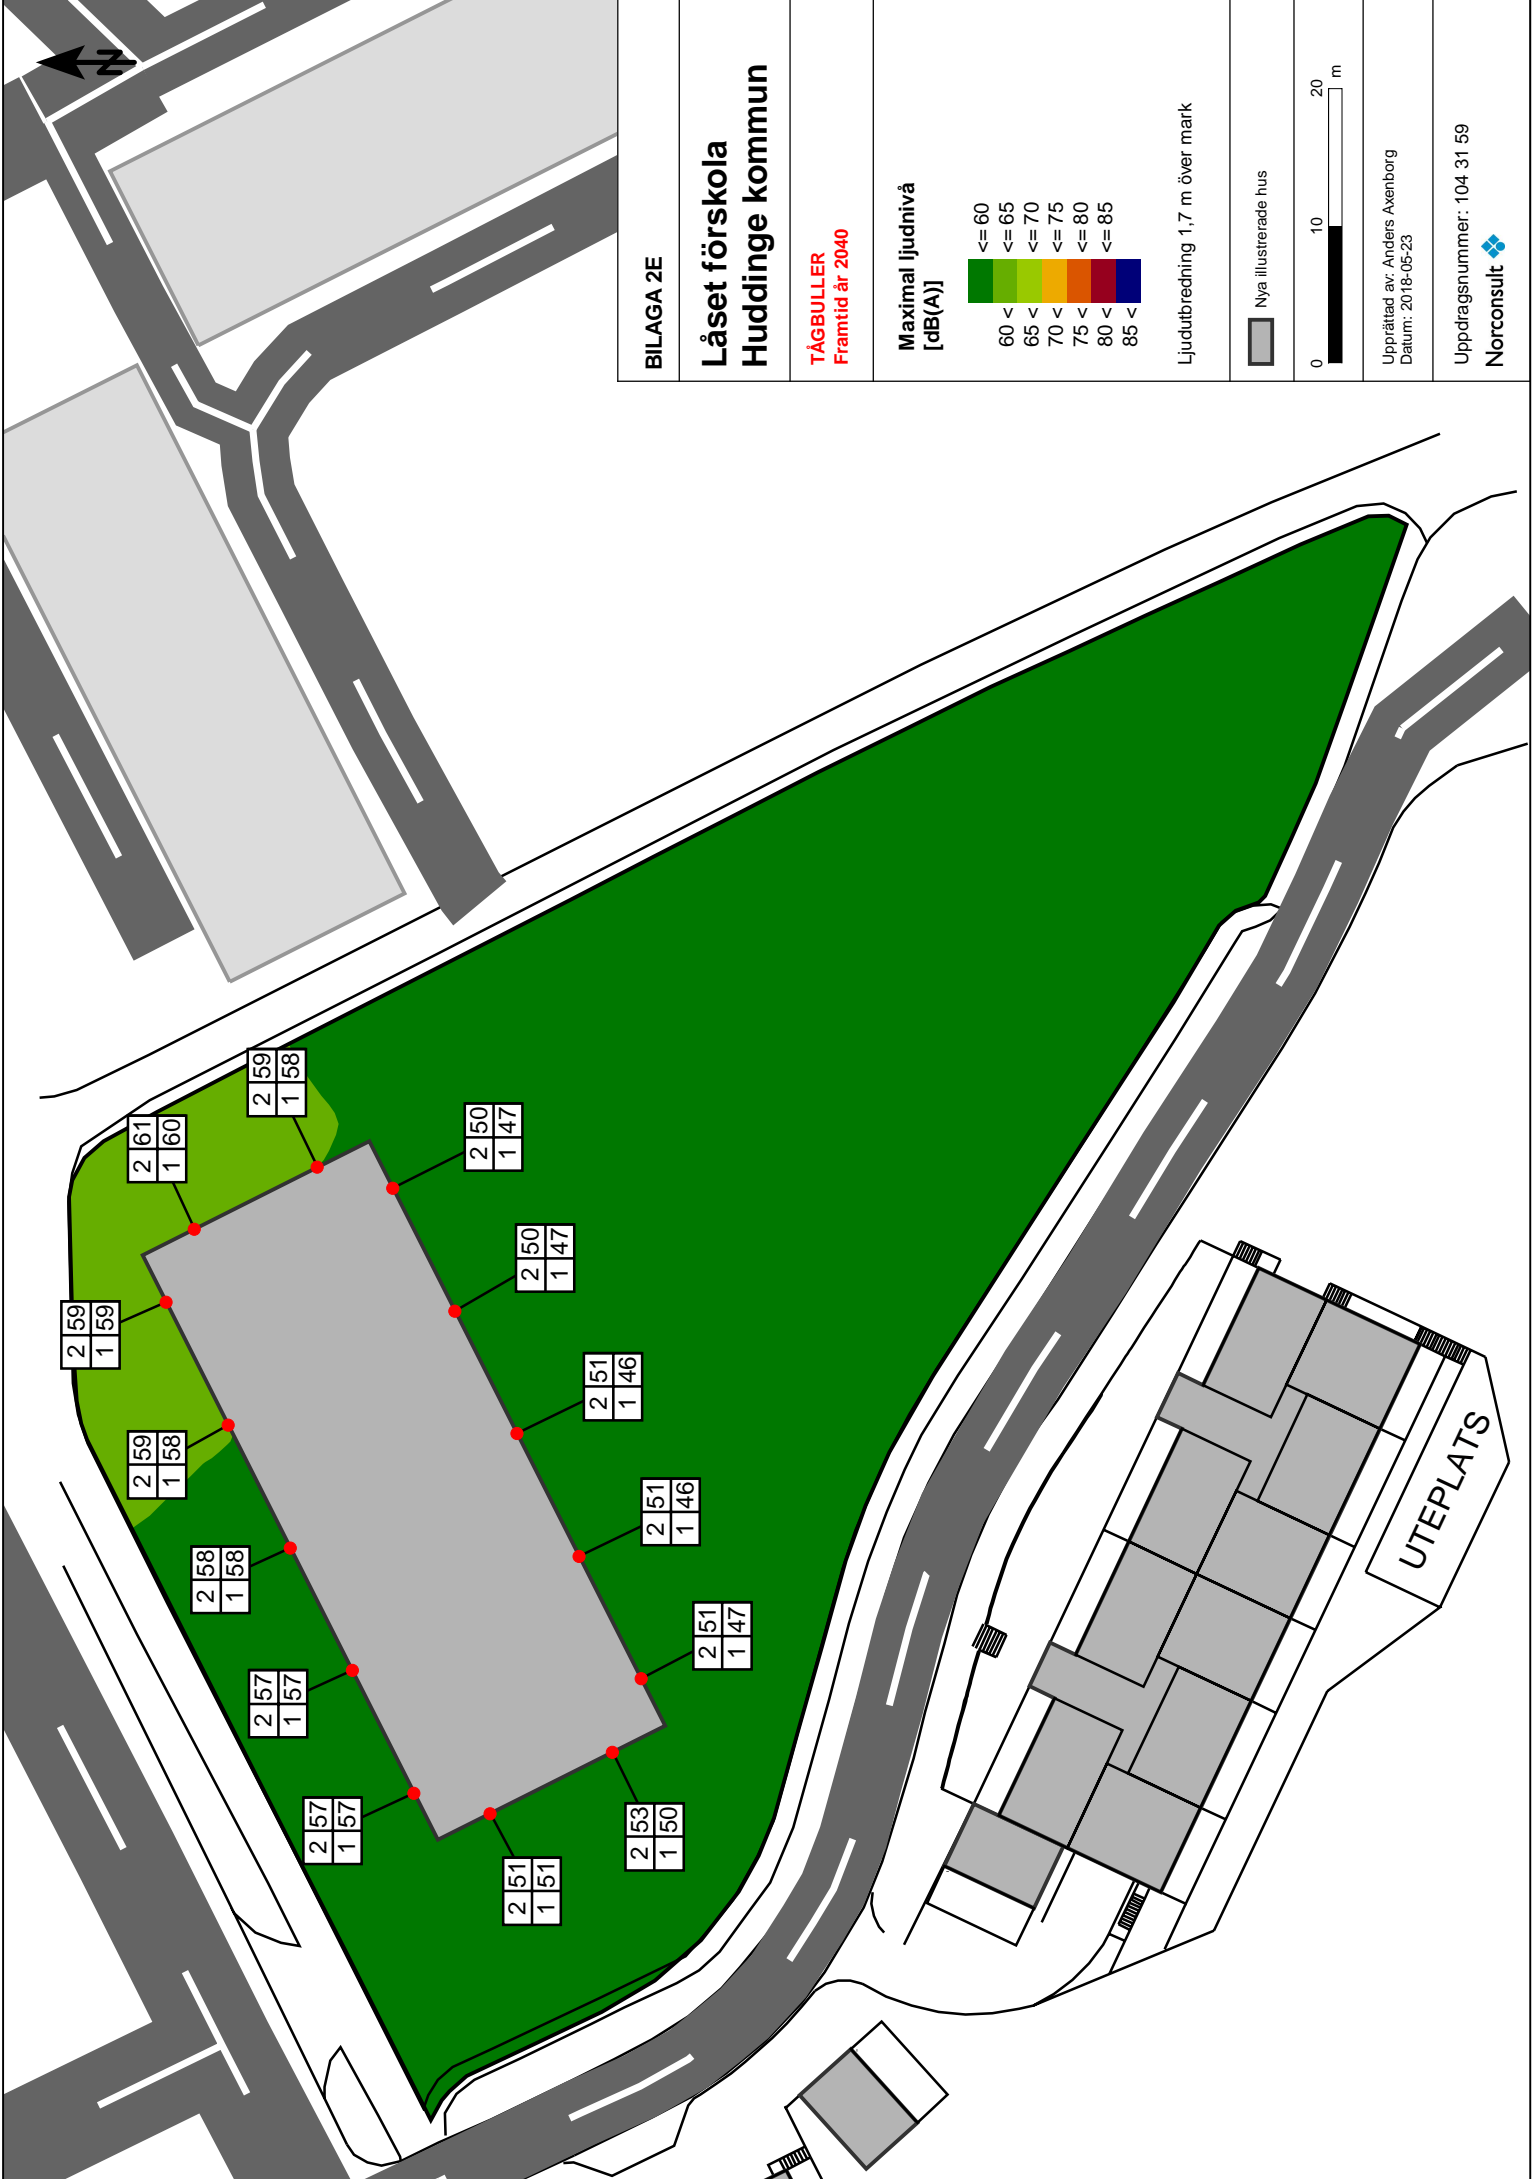 N
BILAGA 2E
Låset förskola
Huddinge kommun
TÅGBULLER
Framtid år 2040
Maximal ljudnivå
[dB(A)]
<= 60
60 < <= 65
65 < <= 70
70 < <= 75
75 < <= 80
80 < <= 85
85 <
Ljudutbredning 1,7 m över mark
Nya illustrerade hus
0 10 20
m
Upprättad av: Anders Axenborg
Datum: 2018-05-23
Uppdragsnummer: 104 31 59
Norconsult
2 59
1 59
2 61
1 60
2 59
1 58
2 59
1 58
2 58
1 58
2 57
1 57
2 57
1 57
2 50
1 47
2 50
1 47
2 51
1 46
2 51
1 46
2 51
1 47
2 53
1 50
2 51
1 51
UTEPLATS